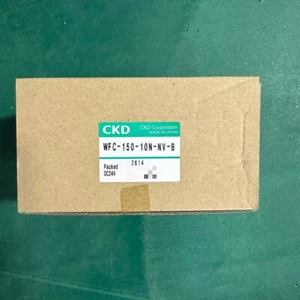 CKD
CKD Corporation
MADE IN JAPAN
WFC-150-10N-NV-B
2614
Packed
DC24V